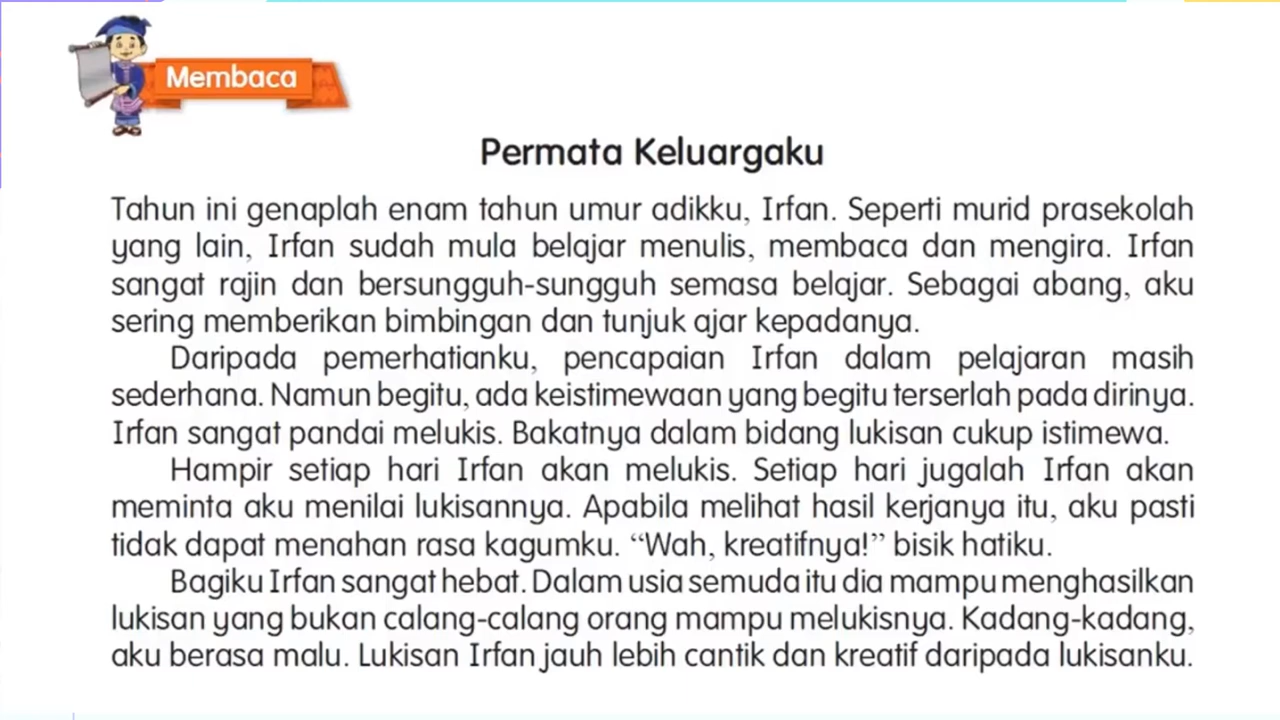 Membaca
Permata Keluargaku
Tahun ini genaplah enam tahun umur adikku, Irfan. Seperti murid prasekolah
yang lain, Irfan sudah mula belajar menulis, membaca dan mengira. Irfan
sangat rajin dan bersungguh-sungguh semasa belajar. Sebagai abang, aku
sering memberikan bimbingan dan tunjuk ajar kepadanya.
Daripada pemerhatianku, pencapaian Irfan dalam pelajaran masih
sederhana. Namun begitu, ada keistimewaan yang begitu terserlah pada dirinya.
Irfan sangat pandai melukis. Bakatnya dalam bidang lukisan cukup istimewa.
Hampir setiap hari Irfan akan melukis. Setiap hari jugalah Irfan akan
meminta aku menilai lukisannya. Apabila melihat hasil kerjanya itu, aku pasti
tidak dapat menahan rasa kagumku. “Wah, kreatifnya!” bisik hatiku.
Bagiku Irfan sangat hebat. Dalam usia semuda itu dia mampu menghasilkan
lukisan yang bukan calang-calang orang mampu melukisnya. Kadang-kadang,
aku berasa malu. Lukisan Irfan jauh lebih cantik dan kreatif daripada lukisanku.